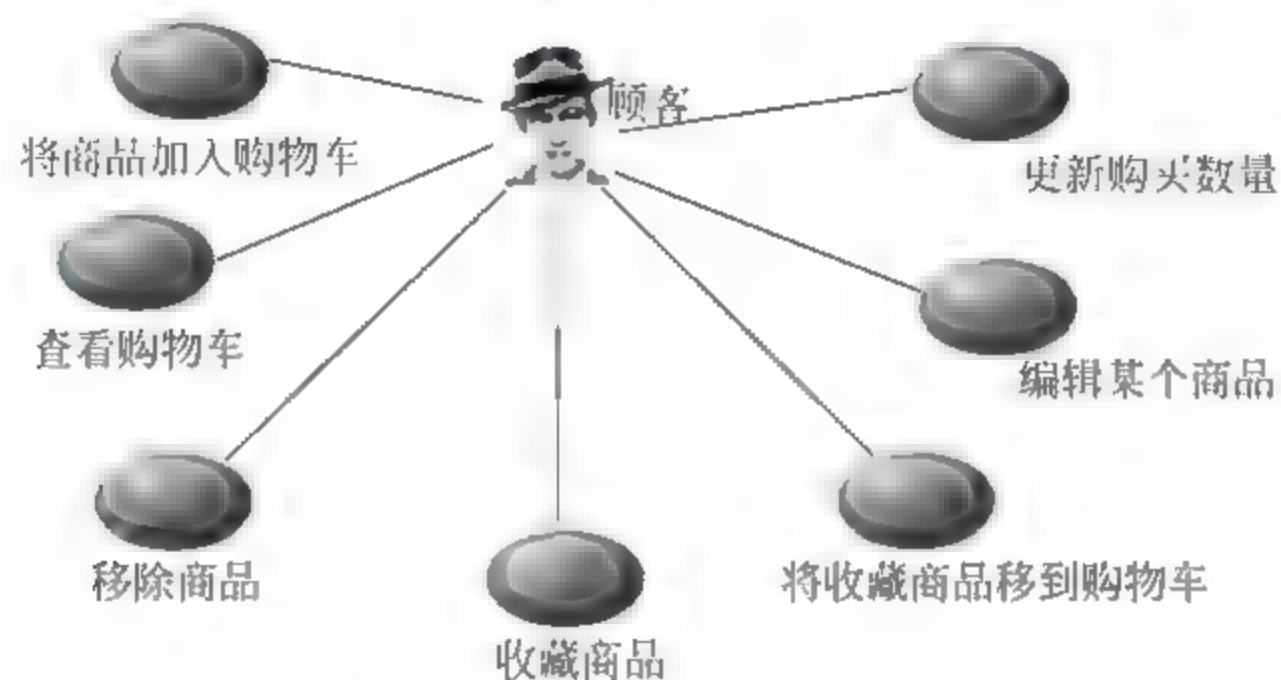 顾客
将商品加入购物车
更新购买数量
查看购物车
编辑某个商品
移除商品
将收藏商品移到购物车
收藏商品